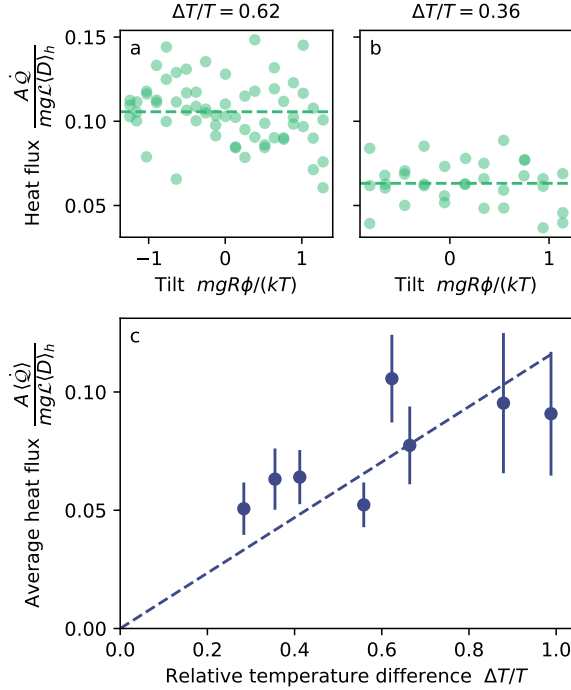 ΔT/T = 0.62
ΔT/T = 0.36
Heat flux AQ̇/mgℒ⟨D⟩ₕ
0.15
0.10
0.05
a
b
−1
0
1
0
1
Tilt mgRϕ/(kT)
Tilt mgRϕ/(kT)
Average heat flux A⟨Q̇⟩/mgℒ⟨D⟩ₕ
c
0.10
0.05
0.00
0.0
0.2
0.4
0.6
0.8
1.0
Relative temperature difference ΔT/T